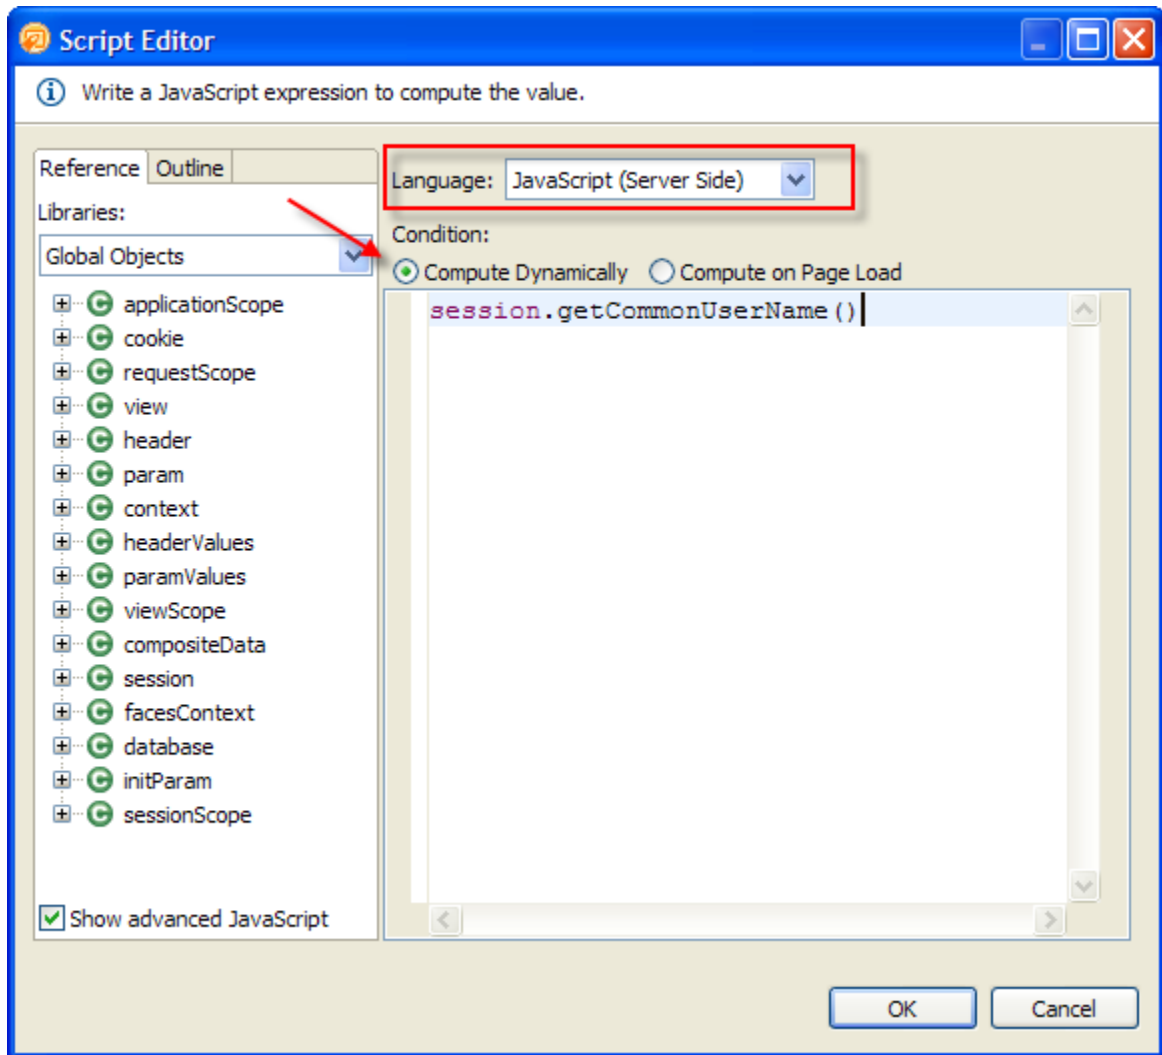 Script Editor
Write a JavaScript expression to compute the value.
Reference Outline
Libraries:
Global Objects
applicationScope
cookie
requestScope
view
header
param
context
headerValues
paramValues
viewScope
compositeData
session
facesContext
database
initParam
sessionScope
Show advanced JavaScript
Language: JavaScript (Server Side)
Condition:
Compute Dynamically Compute on Page Load
session.getCommonUserName()
OK Cancel